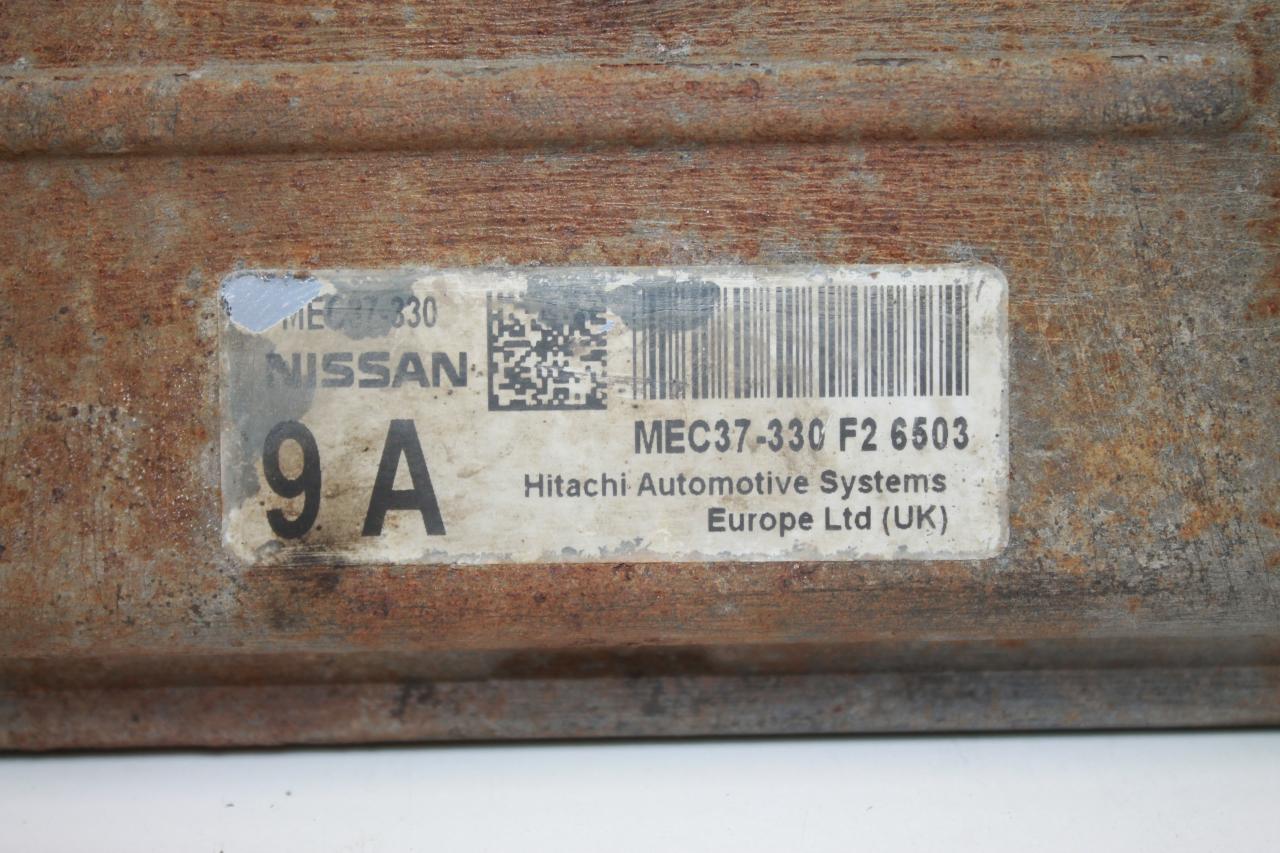 MEC37-330
NISSAN
9 A
MEC37-330 F2 6503
Hitachi Automotive Systems
Europe Ltd (UK)